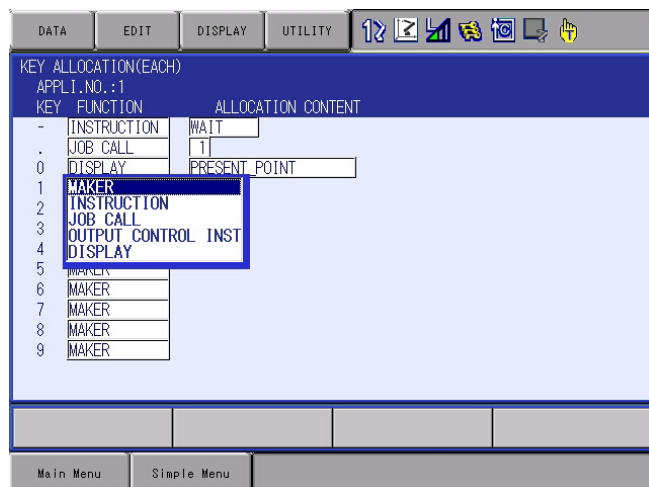 DATA EDIT DISPLAY UTILITY
KEY ALLOCATION(EACH)
APPLI.NO.:1
KEY FUNCTION ALLOCATION CONTENT
- INSTRUCTION WAIT
. JOB CALL 1
0 DISPLAY PRESENT_POINT
1 MAKER
2 INSTRUCTION
3 JOB CALL
OUTPUT CONTROL INST
4 DISPLAY
5 MAKER
6 MAKER
7 MAKER
8 MAKER
9 MAKER
Main Menu Simple Menu